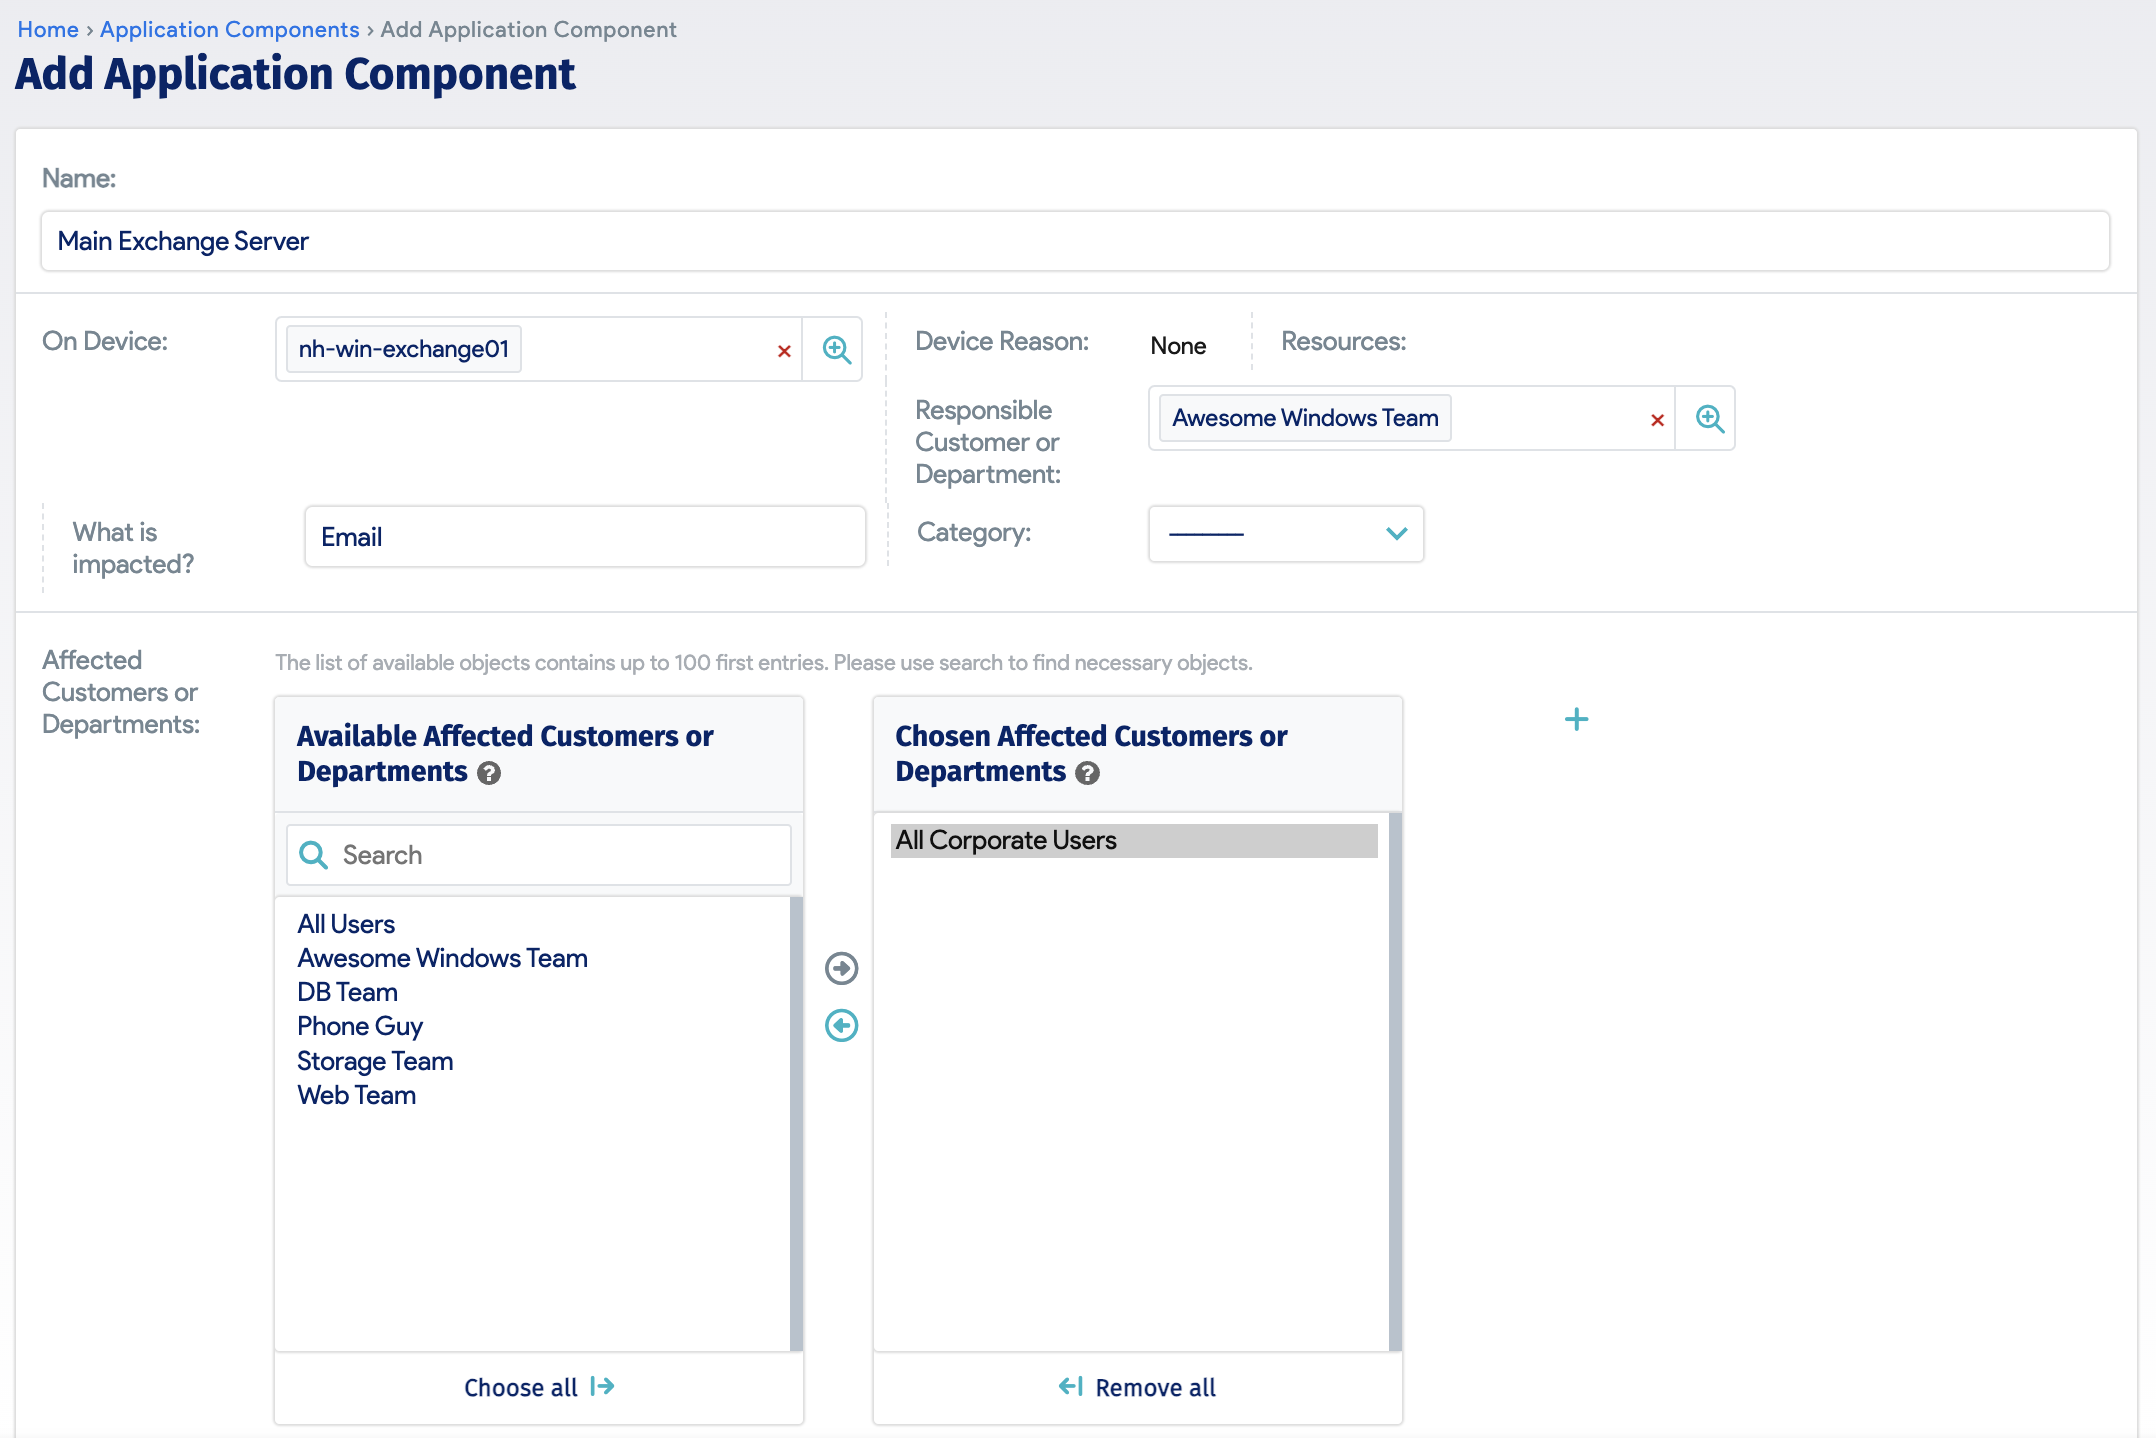 Home › Application Components › Add Application Component
Add Application Component
Name:
Main Exchange Server
On Device:
nh-win-exchange01
Device Reason:
None
Resources:
Responsible
Customer or
Department:
Awesome Windows Team
What is
impacted?
Email
Category:
---------
Affected
Customers or
Departments:
The list of available objects contains up to 100 first entries. Please use search to find necessary objects.
Available Affected Customers or
Departments ?
Search
All Users
Awesome Windows Team
DB Team
Phone Guy
Storage Team
Web Team
Choose all
Chosen Affected Customers or
Departments ?
All Corporate Users
Remove all